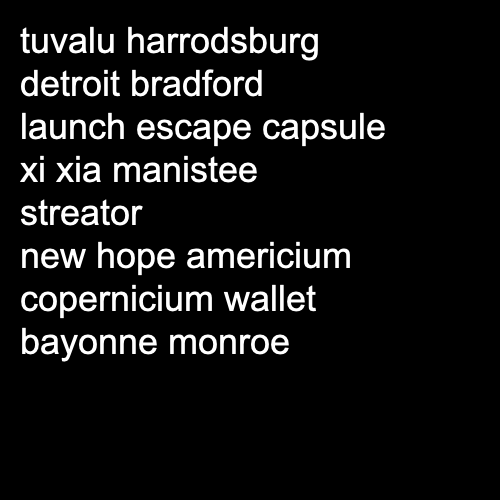 tuvalu harrodsburg
detroit bradford
launch escape capsule
xi xia manistee
streator
new hope americium
copernicium wallet
bayonne monroe